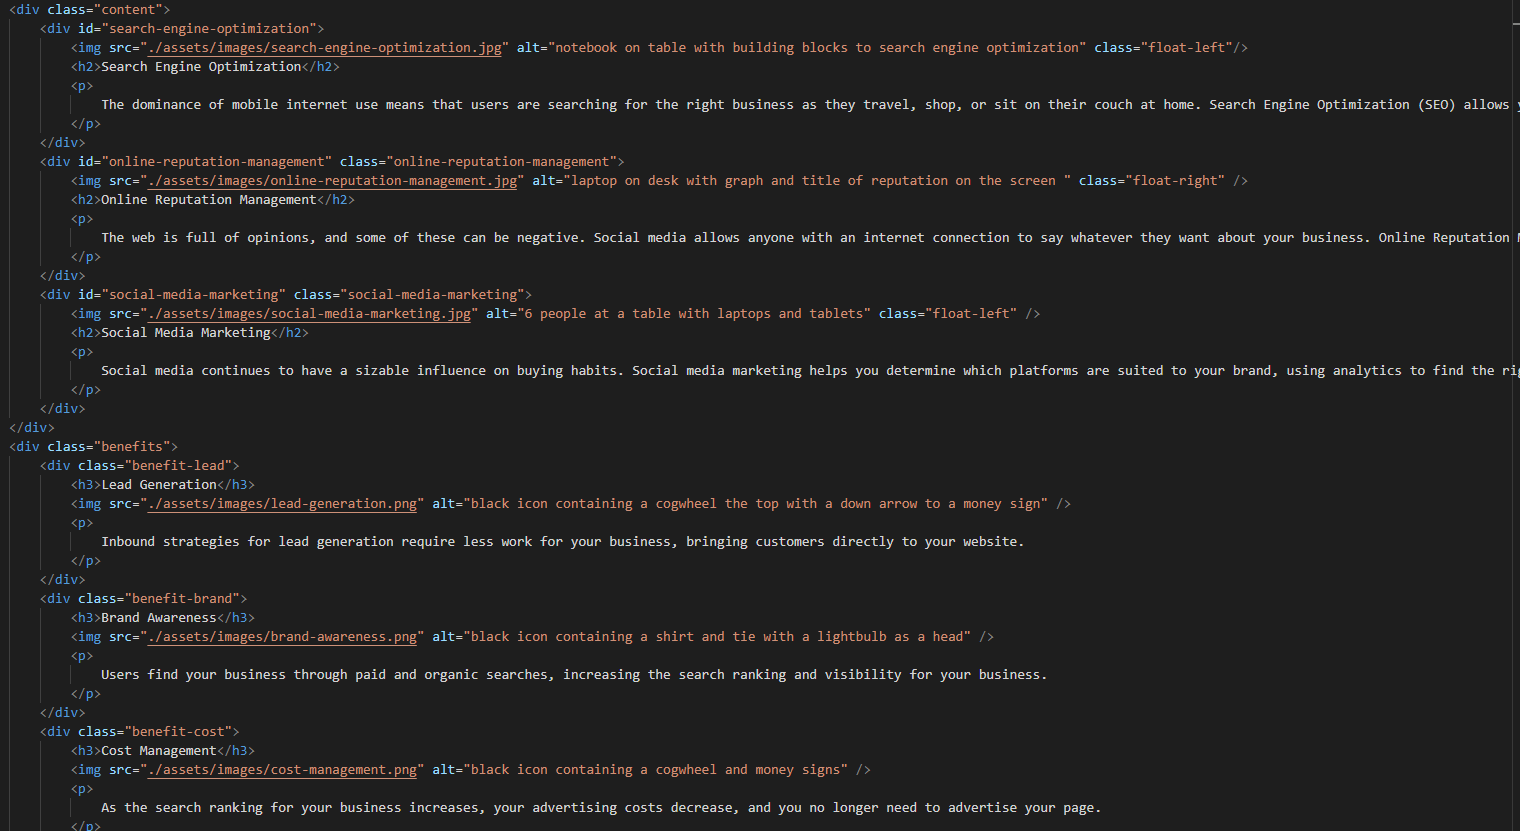 <div class="content">
<div id="search-engine-optimization">
<img src="./assets/images/search-engine-optimization.jpg" alt="notebook on table with building blocks to search engine optimization" class="float-left"/>
<h2>Search Engine Optimization</h2>
<p>
The dominance of mobile internet use means that users are searching for the right business as they travel, shop, or sit on their couch at home. Search Engine Optimization (SEO) allows
</p>
</div>
<div id="online-reputation-management" class="online-reputation-management">
<img src="./assets/images/online-reputation-management.jpg" alt="laptop on desk with graph and title of reputation on the screen " class="float-right" />
<h2>Online Reputation Management</h2>
<p>
The web is full of opinions, and some of these can be negative. Social media allows anyone with an internet connection to say whatever they want about your business. Online Reputation
</p>
</div>
<div id="social-media-marketing" class="social-media-marketing">
<img src="./assets/images/social-media-marketing.jpg" alt="6 people at a table with laptops and tablets" class="float-left" />
<h2>Social Media Marketing</h2>
<p>
Social media continues to have a sizable influence on buying habits. Social media marketing helps you determine which platforms are suited to your brand, using analytics to find the
</p>
</div>
</div>
<div class="benefits">
<div class="benefit-lead">
<h3>Lead Generation</h3>
<img src="./assets/images/lead-generation.png" alt="black icon containing a cogwheel the top with a down arrow to a money sign" />
<p>
Inbound strategies for lead generation require less work for your business, bringing customers directly to your website.
</p>
</div>
<div class="benefit-brand">
<h3>Brand Awareness</h3>
<img src="./assets/images/brand-awareness.png" alt="black icon containing a shirt and tie with a lightbulb as a head" />
<p>
Users find your business through paid and organic searches, increasing the search ranking and visibility for your business.
</p>
</div>
<div class="benefit-cost">
<h3>Cost Management</h3>
<img src="./assets/images/cost-management.png" alt="black icon containing a cogwheel and money signs" />
<p>
As the search ranking for your business increases, your advertising costs decrease, and you no longer need to advertise your page.
</p>